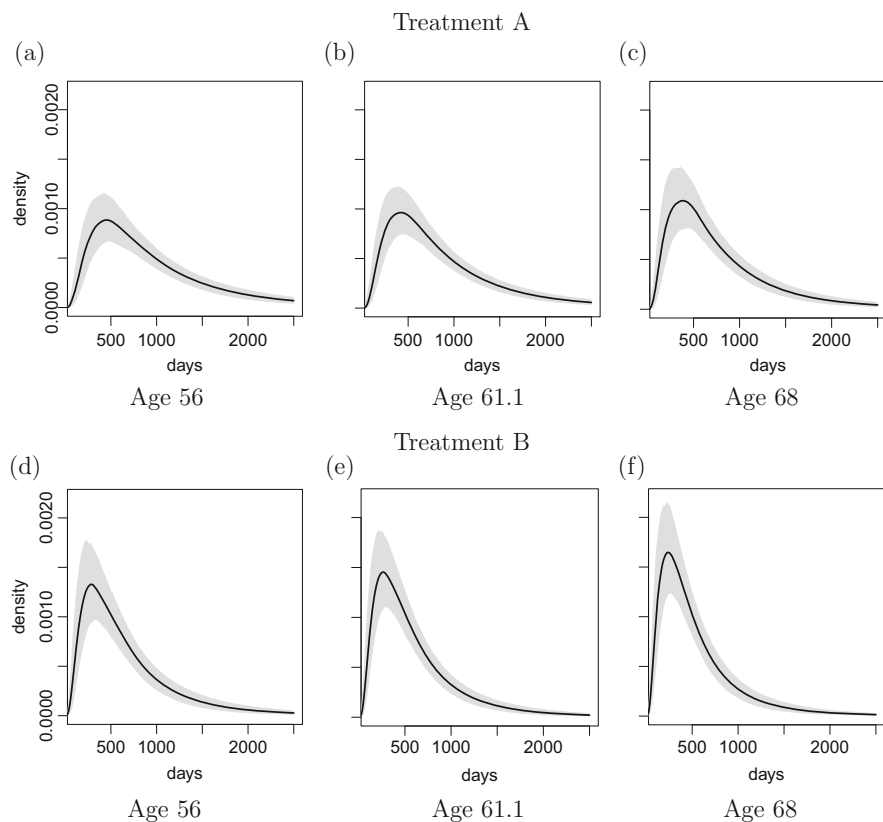 Treatment A
(a) (b) (c)
density
0.0000 0.0010 0.0020
500 1000 2000 500 1000 2000 500 1000 2000
days days days
Age 56 Age 61.1 Age 68
Treatment B
(d) (e) (f)
density
0.0000 0.0010 0.0020
500 1000 2000 500 1000 2000 500 1000 2000
days days days
Age 56 Age 61.1 Age 68